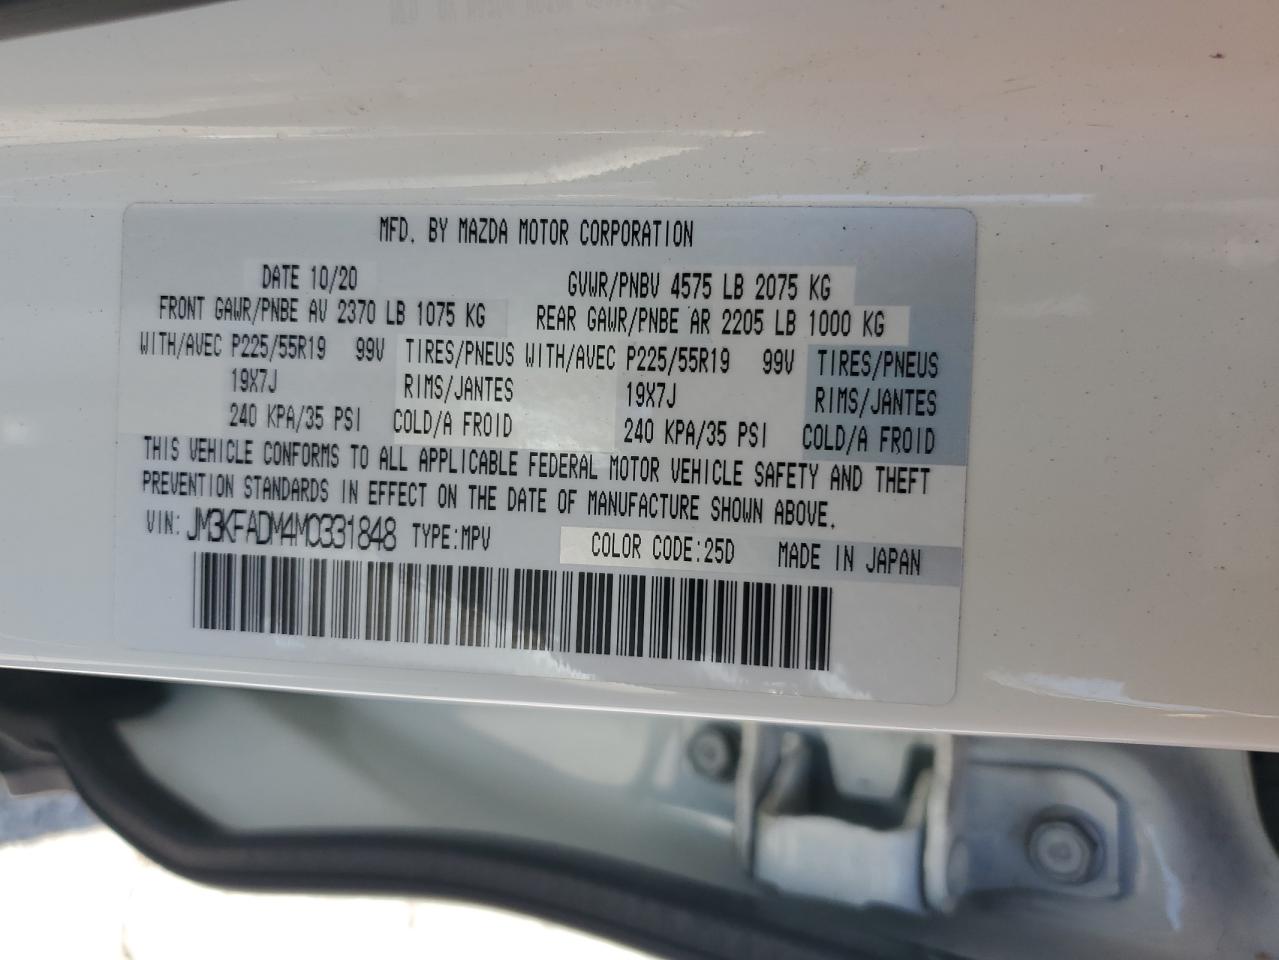 MFD. BY MAZDA MOTOR CORPORATION
DATE 10/20 GVWR/PNBV 4575 LB 2075 KG
FRONT GAWR/PNBE AV 2370 LB 1075 KG REAR GAWR/PNBE AR 2205 LB 1000 KG
WITH/AVEC P225/55R19 99V TIRES/PNEUS WITH/AVEC P225/55R19 99V TIRES/PNEUS
19X7J RIMS/JANTES 19X7J RIMS/JANTES
240 KPA/35 PSI COLD/A FROID 240 KPA/35 PSI COLD/A FROID
THIS VEHICLE CONFORMS TO ALL APPLICABLE FEDERAL MOTOR VEHICLE SAFETY AND THEFT
PREVENTION STANDARDS IN EFFECT ON THE DATE OF MANUFACTURE SHOWN ABOVE.
VIN: JM3KFADM4M0331848 TYPE:MPV COLOR CODE:25D MADE IN JAPAN